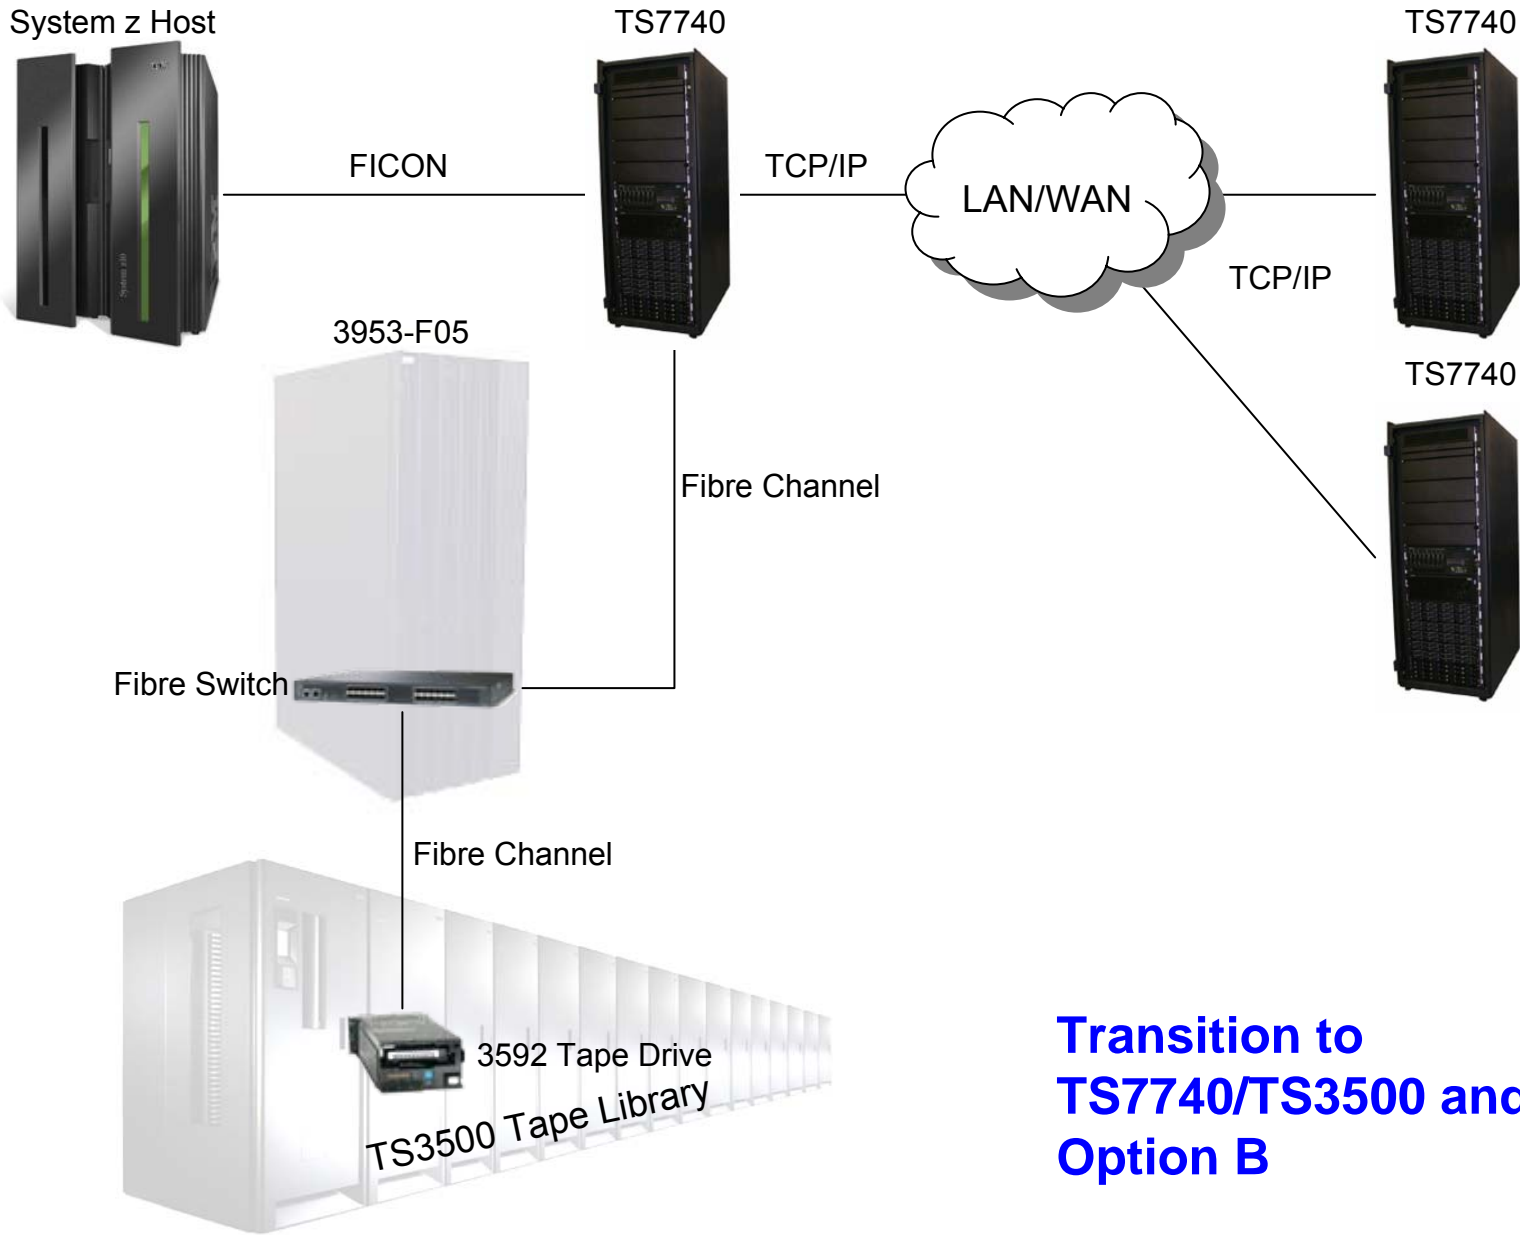 System z Host
TS7740
TS7740
FICON
TCP/IP
LAN/WAN
TCP/IP
3953-F05
TS7740
Fibre Channel
Fibre Switch
Fibre Channel
3592 Tape Drive
TS3500 Tape Library
Transition to
TS7740/TS3500 and
Option B